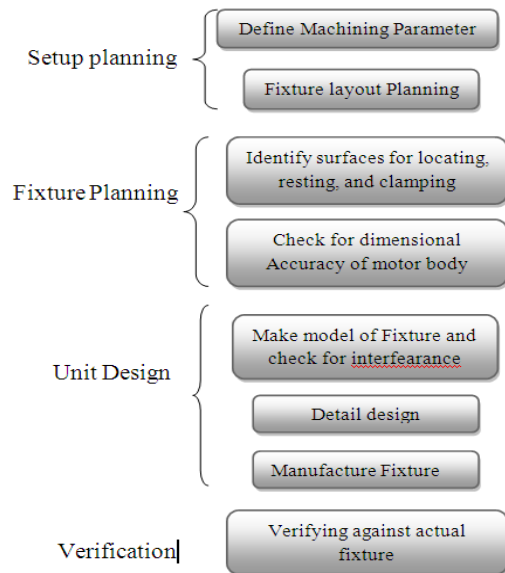 Setup planning
Define Machining Parameter
Fixture layout Planning
Fixture Planning
Identify surfaces for locating,
resting, and clamping
Check for dimensional
Accuracy of motor body
Unit Design
Make model of Fixture and
check for interfearance
Detail design
Manufacture Fixture
Verification
Verifying against actual
fixture